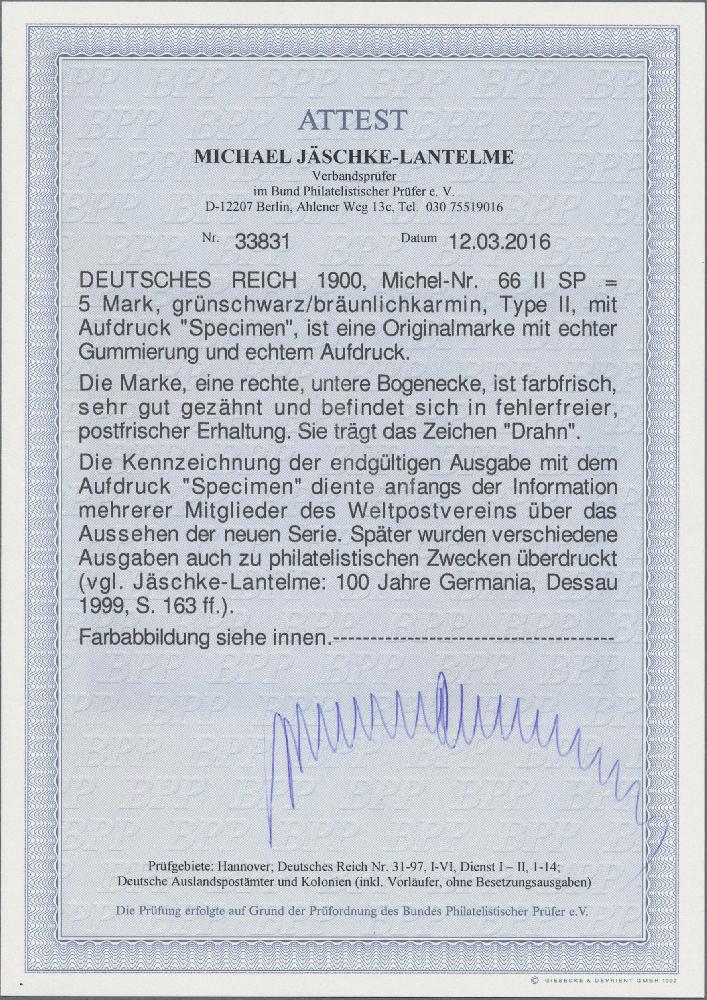 ATTEST
MICHAEL JÄSCHKE-LANTELME
Verbandsprüfer
im Bund Philatelistischer Prüfer e. V.
D-12207 Berlin, Ahlener Weg 13c, Tel. 030 75519016
Nr. 33831 Datum 12.03.2016
DEUTSCHES REICH 1900, Michel-Nr. 66 II SP =
5 Mark, grünschwarz/bräunlichkarmin, Type II, mit
Aufdruck "Specimen", ist eine Originalmarke mit echter
Gummierung und echtem Aufdruck.
Die Marke, eine rechte, untere Bogenecke, ist farbfrisch,
sehr gut gezähnt und befindet sich in fehlerfreier,
postfrischer Erhaltung. Sie trägt das Zeichen "Drahn".
Die Kennzeichnung der endgültigen Ausgabe mit dem
Aufdruck "Specimen" diente anfangs der Information
mehrerer Mitglieder des Weltpostvereins über das
Aussehen der neuen Serie. Später wurden verschiedene
Ausgaben auch zu philatelistischen Zwecken überdruckt
(vgl. Jäschke-Lantelme: 100 Jahre Germania, Dessau
1999, S. 163 ff.).
Farbabbildung siehe innen.--------------------------------------
Prüfgebiete: Hannover; Deutsches Reich Nr. 31-97, I-VI, Dienst I – II, 1-14;
Deutsche Auslandspostämter und Kolonien (inkl. Vorläufer, ohne Besetzungsausgaben)
Die Prüfung erfolgte auf Grund der Prüfordnung des Bundes Philatelistischer Prüfer e.V.
© GIESECKE & DEVRIENT GMBH 1992